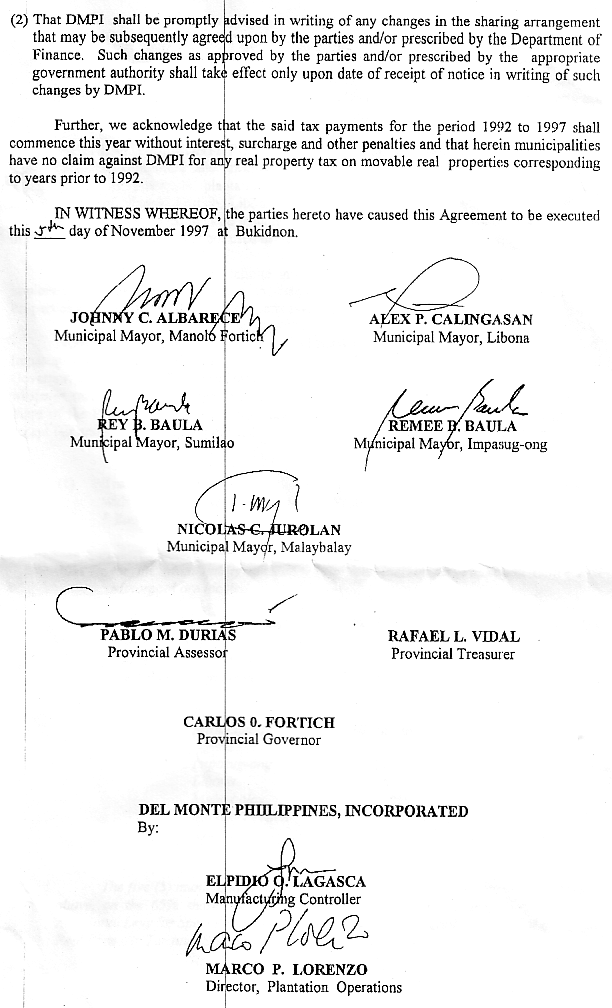 (2) That DMPI shall be promptly advised in writing of any changes in the sharing arrangement
that may be subsequently agreed upon by the parties and/or prescribed by the Department of
Finance. Such changes as approved by the parties and/or prescribed by the appropriate
government authority shall take effect only upon date of receipt of notice in writing of such
changes by DMPI.
Further, we acknowledge that the said tax payments for the period 1992 to 1997 shall
commence this year without interest, surcharge and other penalties and that herein municipalities
have no claim against DMPI for any real property tax on movable real properties corresponding
to years prior to 1992.
IN WITNESS WHEREOF, the parties hereto have caused this Agreement to be executed
this 5th day of November 1997 at Bukidnon.
JOHNNY C. ALBARECE
Municipal Mayor, Manolo Fortich
ALEX P. CALINGASAN
Municipal Mayor, Libona
REY B. BAULA
Municipal Mayor, Sumilao
REMEE B. BAULA
Municipal Mayor, Impasug-ong
NICOLAS C. JUROLAN
Municipal Mayor, Malaybalay
PABLO M. DURIAS
Provincial Assessor
RAFAEL L. VIDAL
Provincial Treasurer
CARLOS O. FORTICH
Provincial Governor
DEL MONTE PHILIPPINES, INCORPORATED
By:
ELPIDIO Q. LAGASCA
Manufacturing Controller
Marco P Lorenzo
MARCO P. LORENZO
Director, Plantation Operations